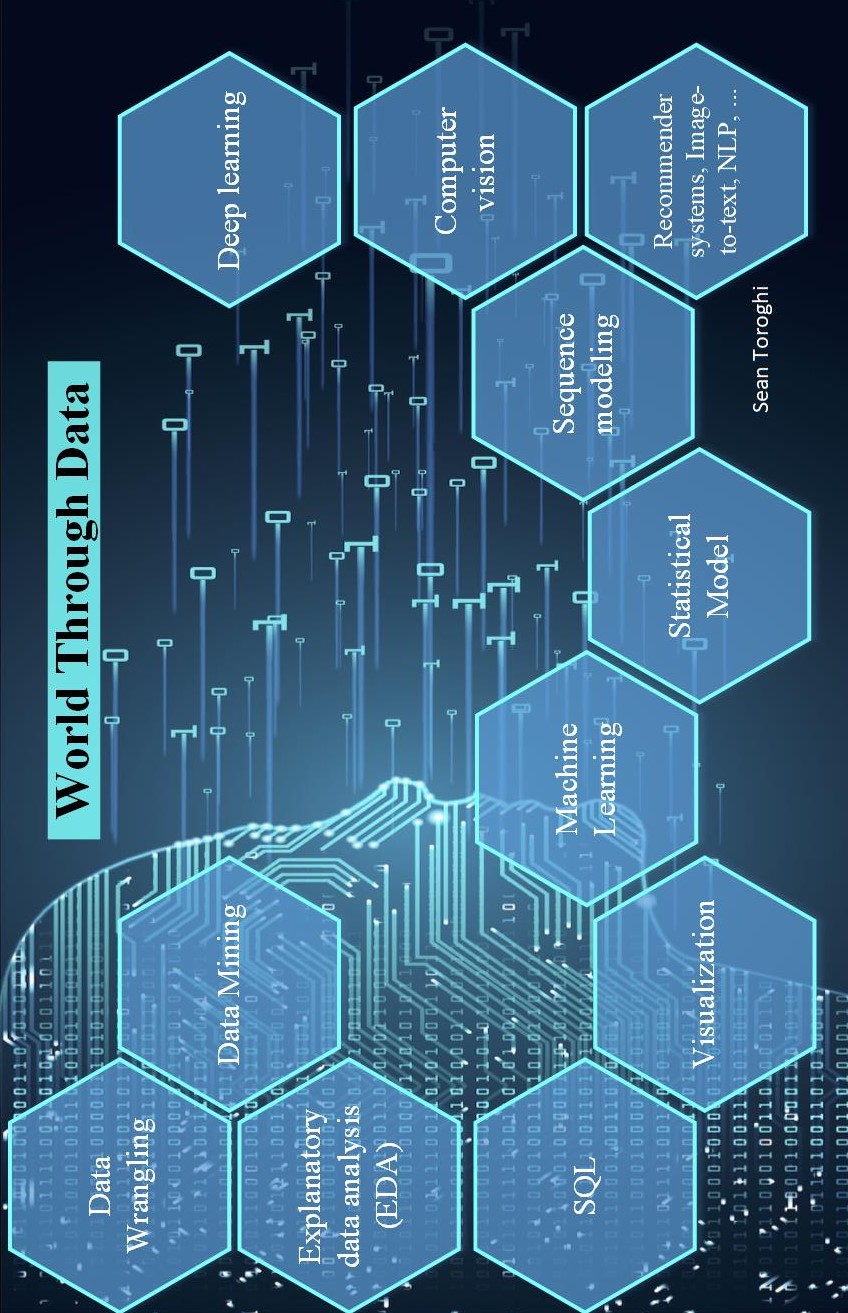 World Through Data
Data
Wrangling
Data Mining
Explanatory
data analysis
(EDA)
SQL
Visualization
Machine
Learning
Statistical
Model
Sequence
modeling
Deep learning
Computer
vision
Recommender
systems, Image-
to-text, NLP, ...
Sean Toroghi